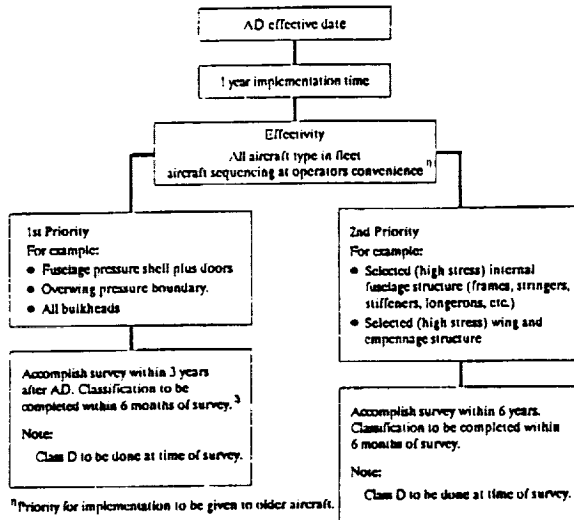 AD effective date
1 year implementation time
Effectivity
All aircraft type in fleet
aircraft sequencing at operators convenience n)
1st Priority
For example:
● Fuselage pressure shell plus doors
● Overwing pressure boundary.
● All bulkheads
2nd Priority
For example:
● Selected (high stress) internal
fuselage structure (frames, stringers,
stiffeners, longerons, etc.)
● Selected (high stress) wing and
empennage structure
Accomplish survey within 3 years
after AD. Classification to be
completed within 6 months of survey.3
Note:
Class D to be done at time of survey.
Accomplish survey within 6 years.
Classification to be completed within
6 months of survey.
Note:
Class D to be done at time of survey.
n Priority for implementation to be given to older aircraft.